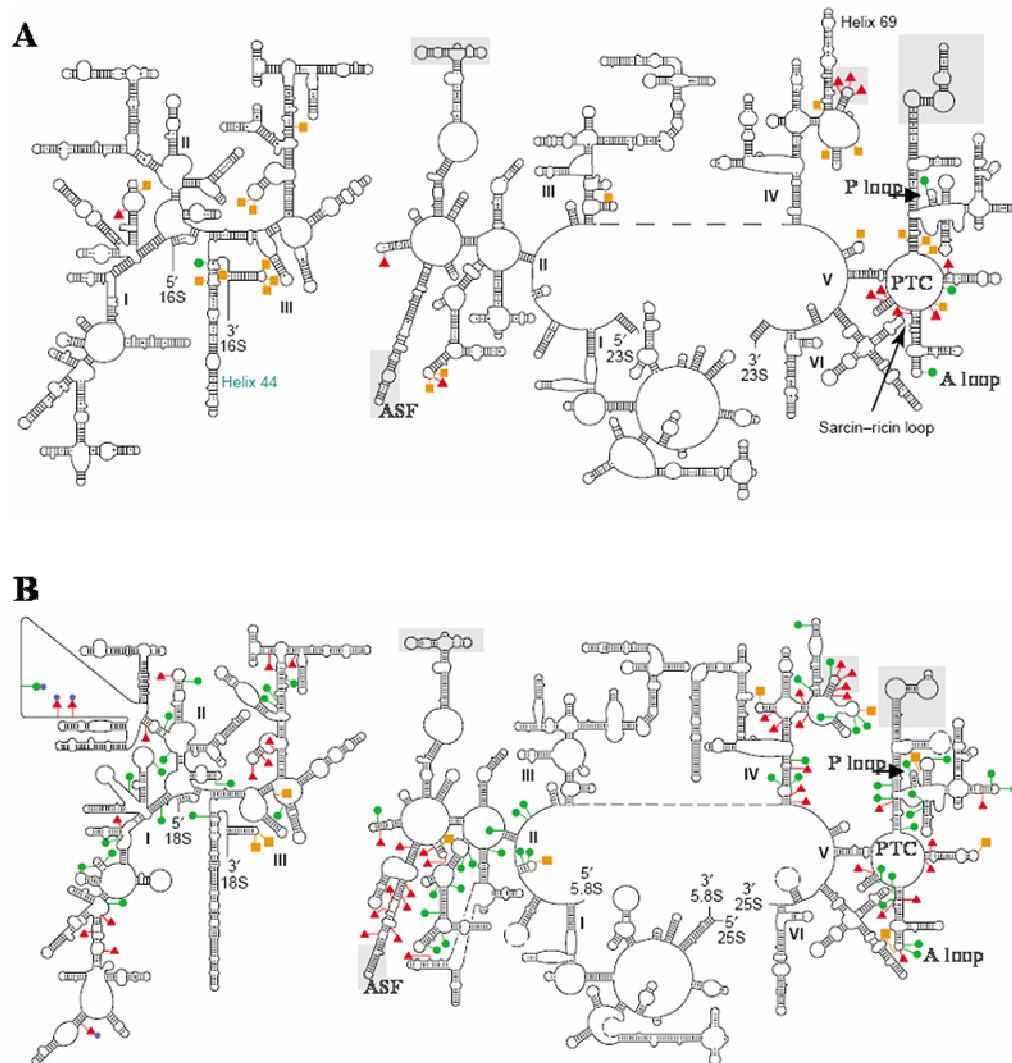 A
Helix 69
II
III
IV
P loop
I
5′
16S
III
3′
16S
Helix 44
ASF
II
I
5′
23S
3′
23S
V
VI
PTC
A loop
Sarcin–ricin loop
B
II
I
5′
18S
3′
18S
III
ASF
III
II
5′
5.8S
I
3′
5.8S
5′
25S
3′
25S
IV
P loop
V
PTC
VI
A loop